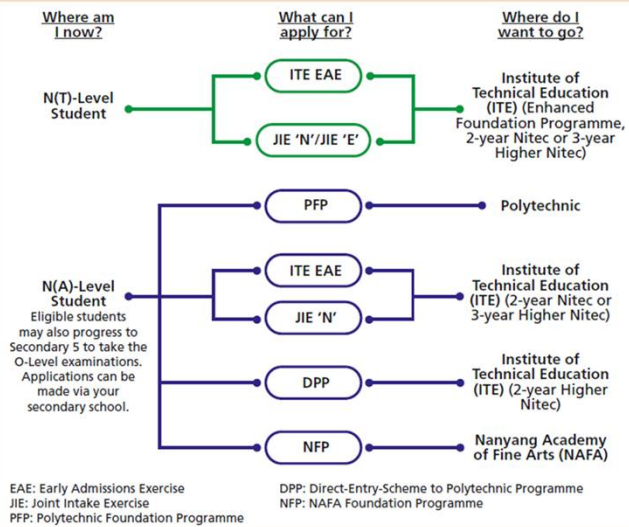 Where am
I now?
What can I
apply for?
Where do I
want to go?
N(T)-Level
Student
ITE EAE
JIE ‘N’/JIE ‘E’
Institute of
Technical Education
(ITE) (Enhanced
Foundation Programme,
2-year Nitec or 3-year
Higher Nitec)
N(A)-Level
Student
Eligible students
may also progress to
Secondary 5 to take the
O-Level examinations.
Applications can be
made via your
secondary school.
PFP
Polytechnic
ITE EAE
JIE ‘N’
Institute of
Technical Education
(ITE) (2-year Nitec or
3-year Higher Nitec)
DPP
Institute of
Technical Education
(ITE) (2-year Higher
Nitec)
NFP
Nanyang Academy
of Fine Arts (NAFA)
EAE: Early Admissions Exercise
JIE: Joint Intake Exercise
PFP: Polytechnic Foundation Programme
DPP: Direct-Entry-Scheme to Polytechnic Programme
NFP: NAFA Foundation Programme